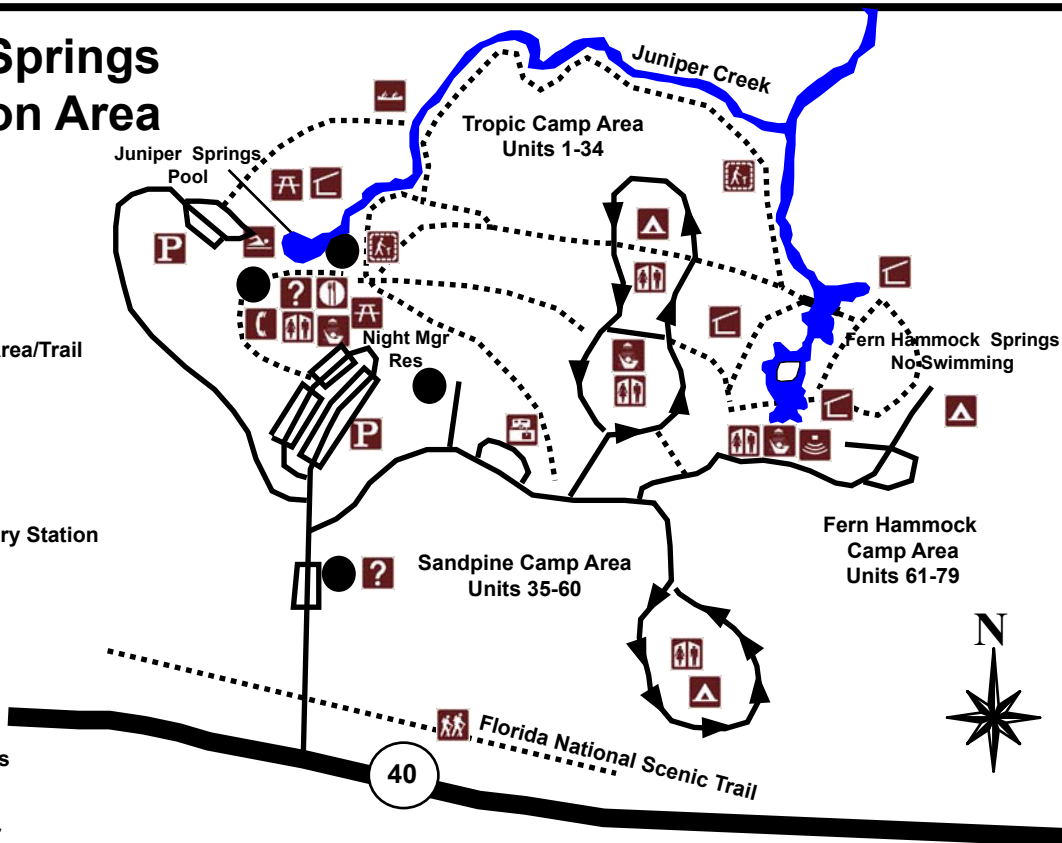 Springs
on Area
Juniper Creek
Tropic Camp Area
Units 1-34
Juniper Springs
Pool
P
?
Night Mgr
Res
Fern Hammock Springs
No Swimming
rea/Trail
P
ry Station
?
Sandpine Camp Area
Units 35-60
Fern Hammock
Camp Area
Units 61-79
N
Florida National Scenic Trail
s
40